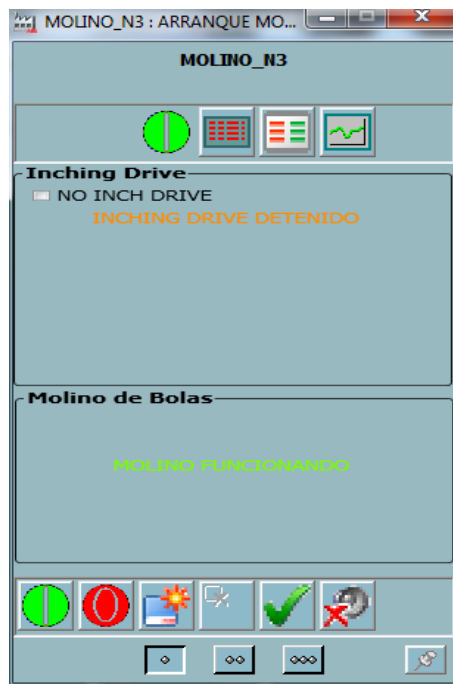 MOLINO_N3 : ARRANQUE MO...
MOLINO_N3
Inching Drive
NO INCH DRIVE
INCHING DRIVE DETENIDO
Molino de Bolas
MOLINO FUNCIONANDO